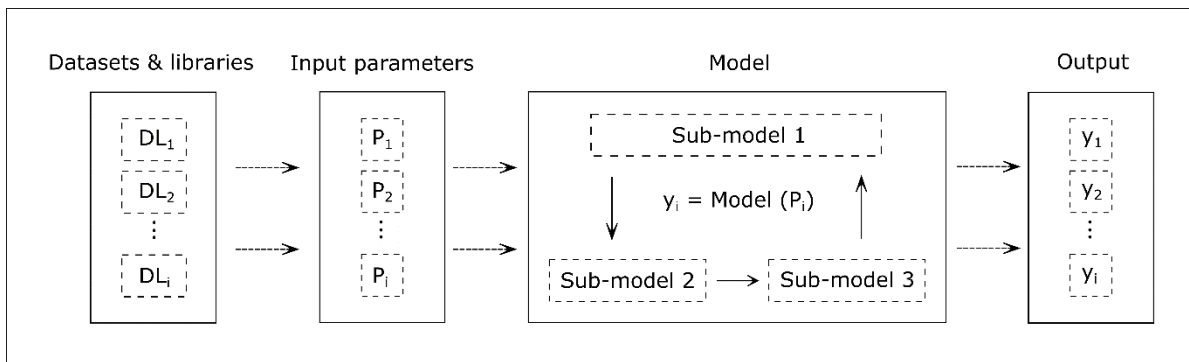 Datasets & libraries
Input parameters
Model
Output
DL₁
DL₂
⋮
DLᵢ
P₁
P₂
⋮
Pᵢ
Sub-model 1
yᵢ = Model (Pᵢ)
Sub-model 2
Sub-model 3
y₁
y₂
⋮
yᵢ